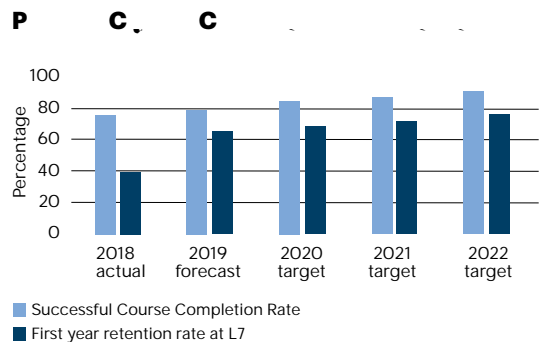 100
80
60
40
20
0
Percentage
2018 2019 2020 2021 2022
actual forecast target target target
Successful Course Completion Rate
First year retention rate at L7